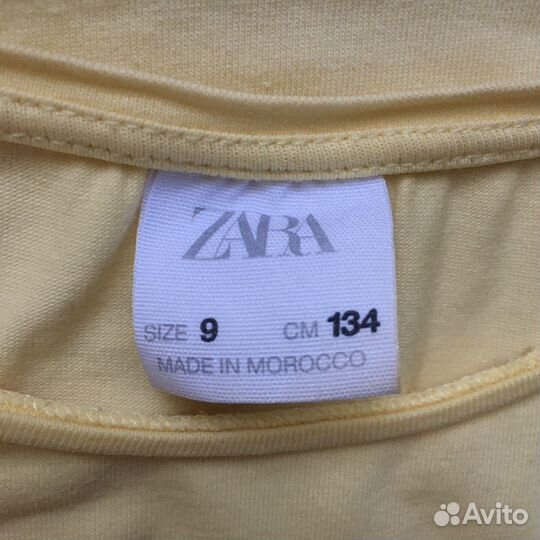 ZARA
SIZE 9 CM 134
MADE IN MOROCCO
Avito